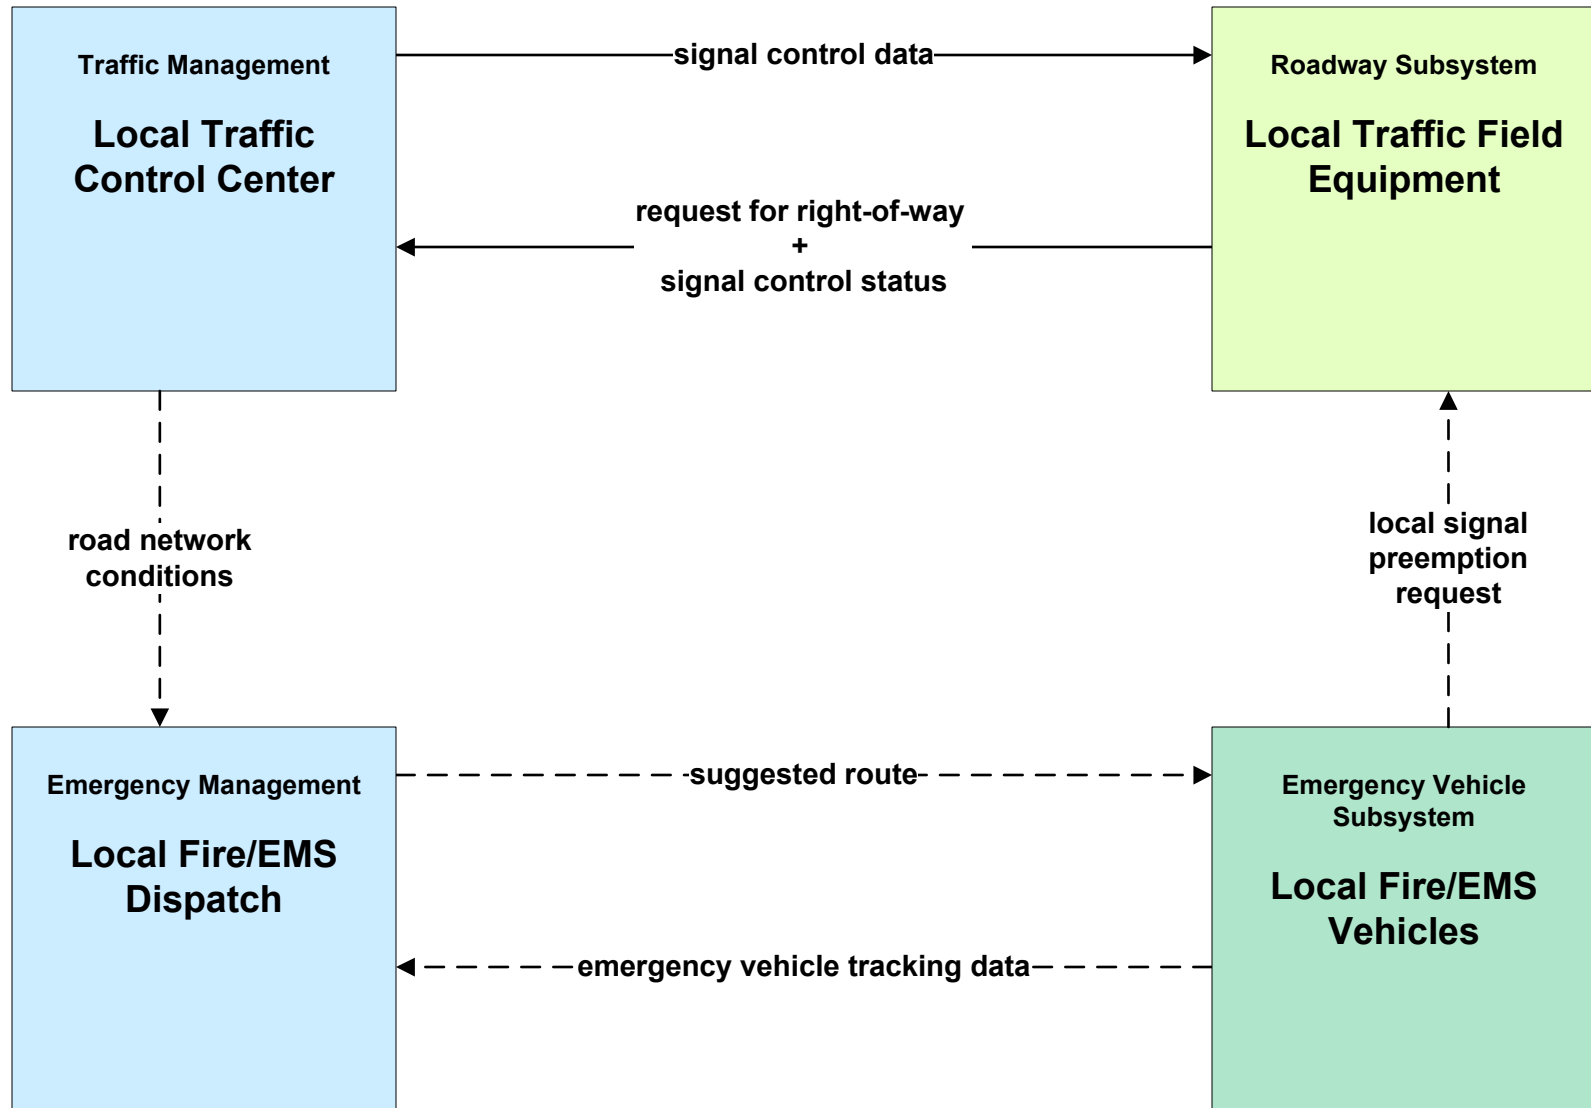 Traffic Management
Local Traffic
Control Center
signal control data
Roadway Subsystem
Local Traffic Field
Equipment
request for right-of-way
+
signal control status
road network
conditions
local signal
preemption
request
Emergency Management
Local Fire/EMS
Dispatch
suggested route
Emergency Vehicle
Subsystem
Local Fire/EMS
Vehicles
emergency vehicle tracking data